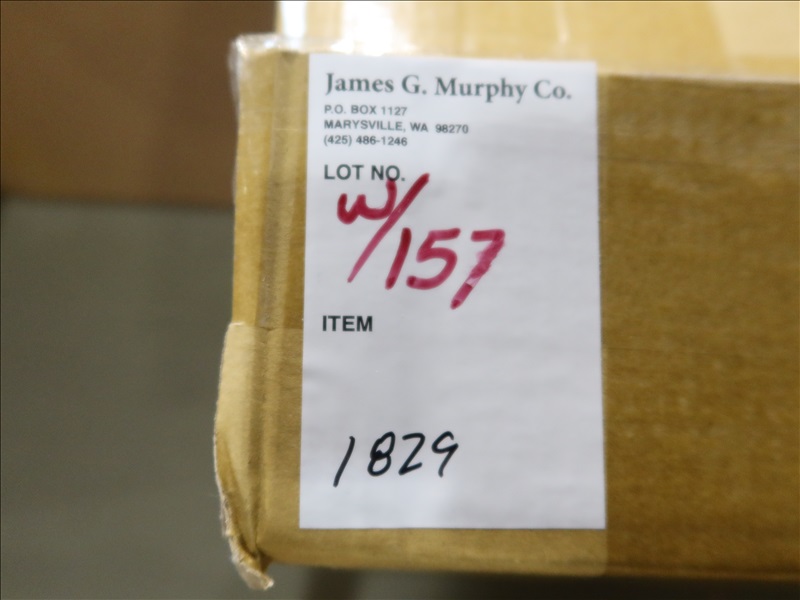 James G. Murphy Co.
P.O. BOX 1127
MARYSVILLE, WA 98270
(425) 486-1246
LOT NO.
w/157
ITEM
1829